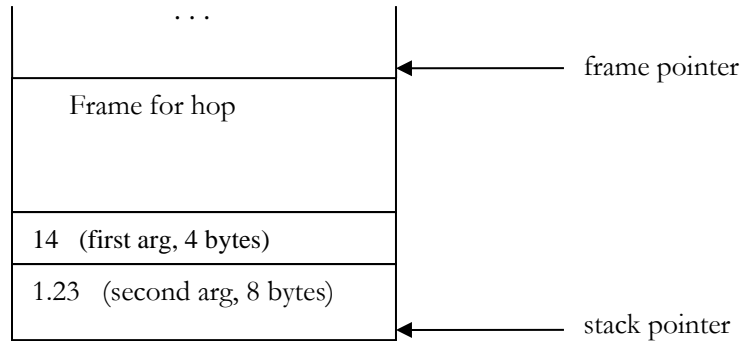 . . .
frame pointer
Frame for hop
14 (first arg, 4 bytes)
1.23 (second arg, 8 bytes)
stack pointer